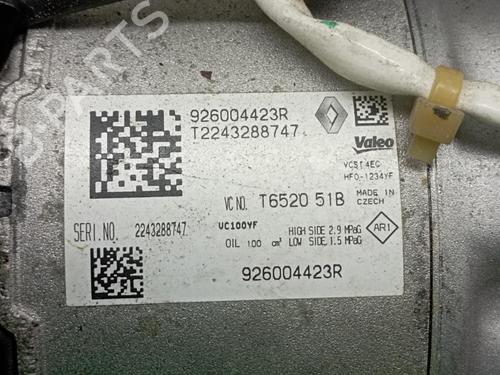 B-PARTS
926004423R
T2243288747
Valeo
VCS14EC
HFO-1234YF
VC NO. T6520 51B
MADE IN
CZECH
SERI.NO. 2243288747
VC100YF
HIGH SIDE 2.9 MPaG
OIL 100 cm³ LOW SIDE 1.5 MPaG
AR1
926004423R